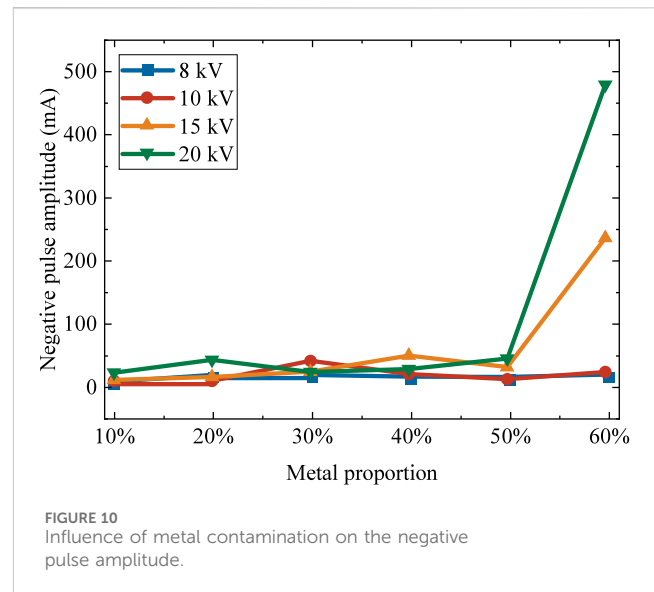 500
400
300
200
100
0
Negative pulse amplitude (mA)
8 kV
10 kV
15 kV
20 kV
10% 20% 30% 40% 50% 60%
Metal proportion
FIGURE 10
Influence of metal contamination on the negative
pulse amplitude.